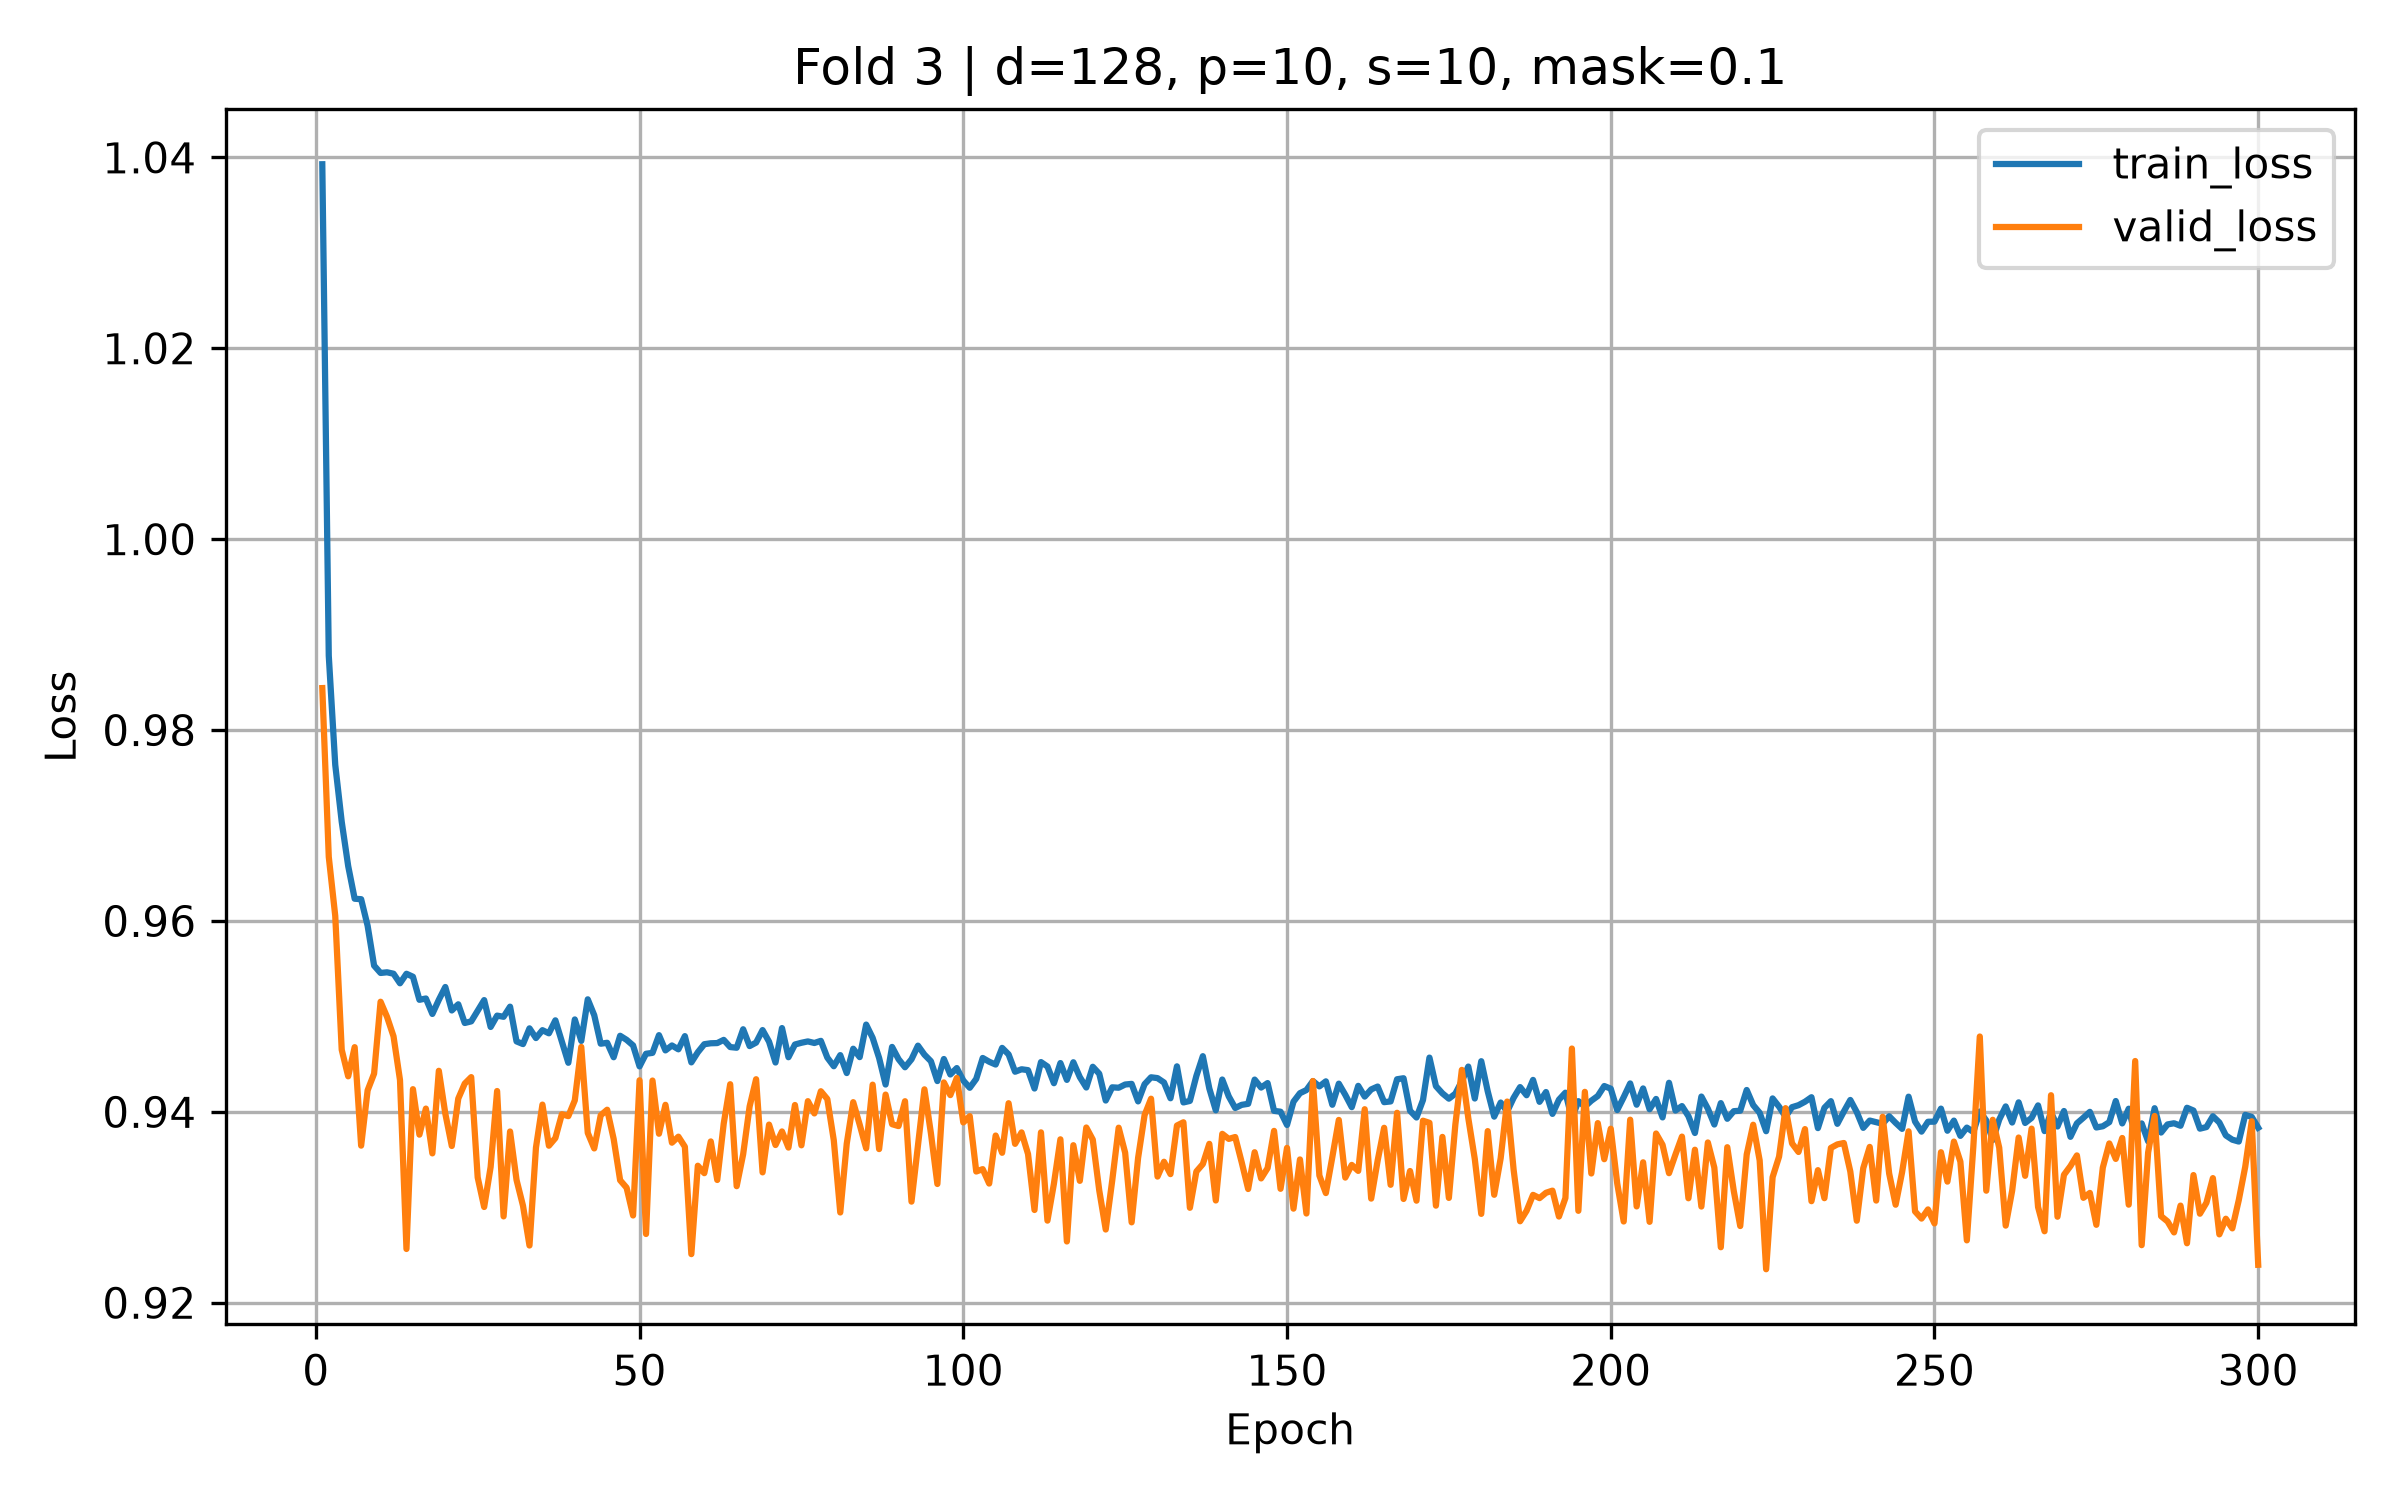 Fold 3 | d=128, p=10, s=10, mask=0.1
train_loss
valid_loss
Loss
1.04
1.02
1.00
0.98
0.96
0.94
0.92
0 50 100 150 200 250 300
Epoch